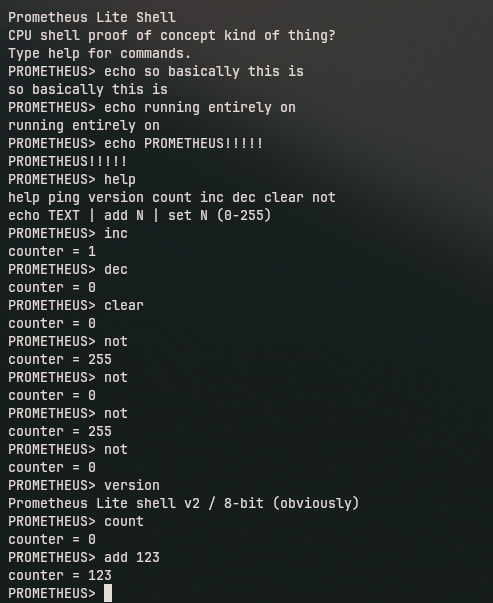 Prometheus Lite Shell
CPU shell proof of concept kind of thing?
Type help for commands.
PROMETHEUS> echo so basically this is
so basically this is
PROMETHEUS> echo running entirely on
running entirely on
PROMETHEUS> echo PROMETHEUS!!!!!
PROMETHEUS!!!!!
PROMETHEUS> help
help ping version count inc dec clear not
echo TEXT | add N | set N (0-255)
PROMETHEUS> inc
counter = 1
PROMETHEUS> dec
counter = 0
PROMETHEUS> clear
counter = 0
PROMETHEUS> not
counter = 255
PROMETHEUS> not
counter = 0
PROMETHEUS> not
counter = 255
PROMETHEUS> not
counter = 0
PROMETHEUS> version
Prometheus Lite shell v2 / 8-bit (obviously)
PROMETHEUS> count
counter = 0
PROMETHEUS> add 123
counter = 123
PROMETHEUS>